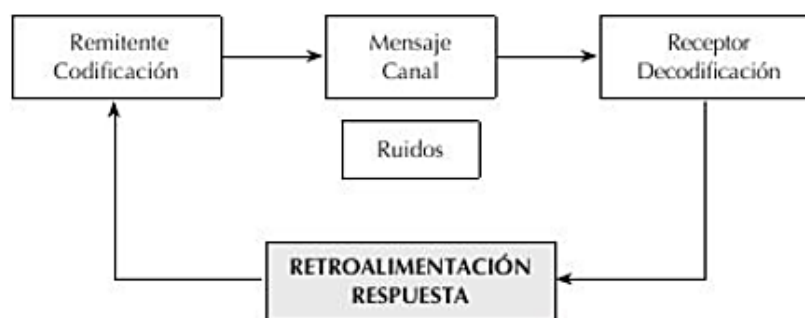 Remitente
Codificación
Mensaje
Canal
Receptor
Decodificación
Ruidos
RETROALIMENTACIÓN
RESPUESTA